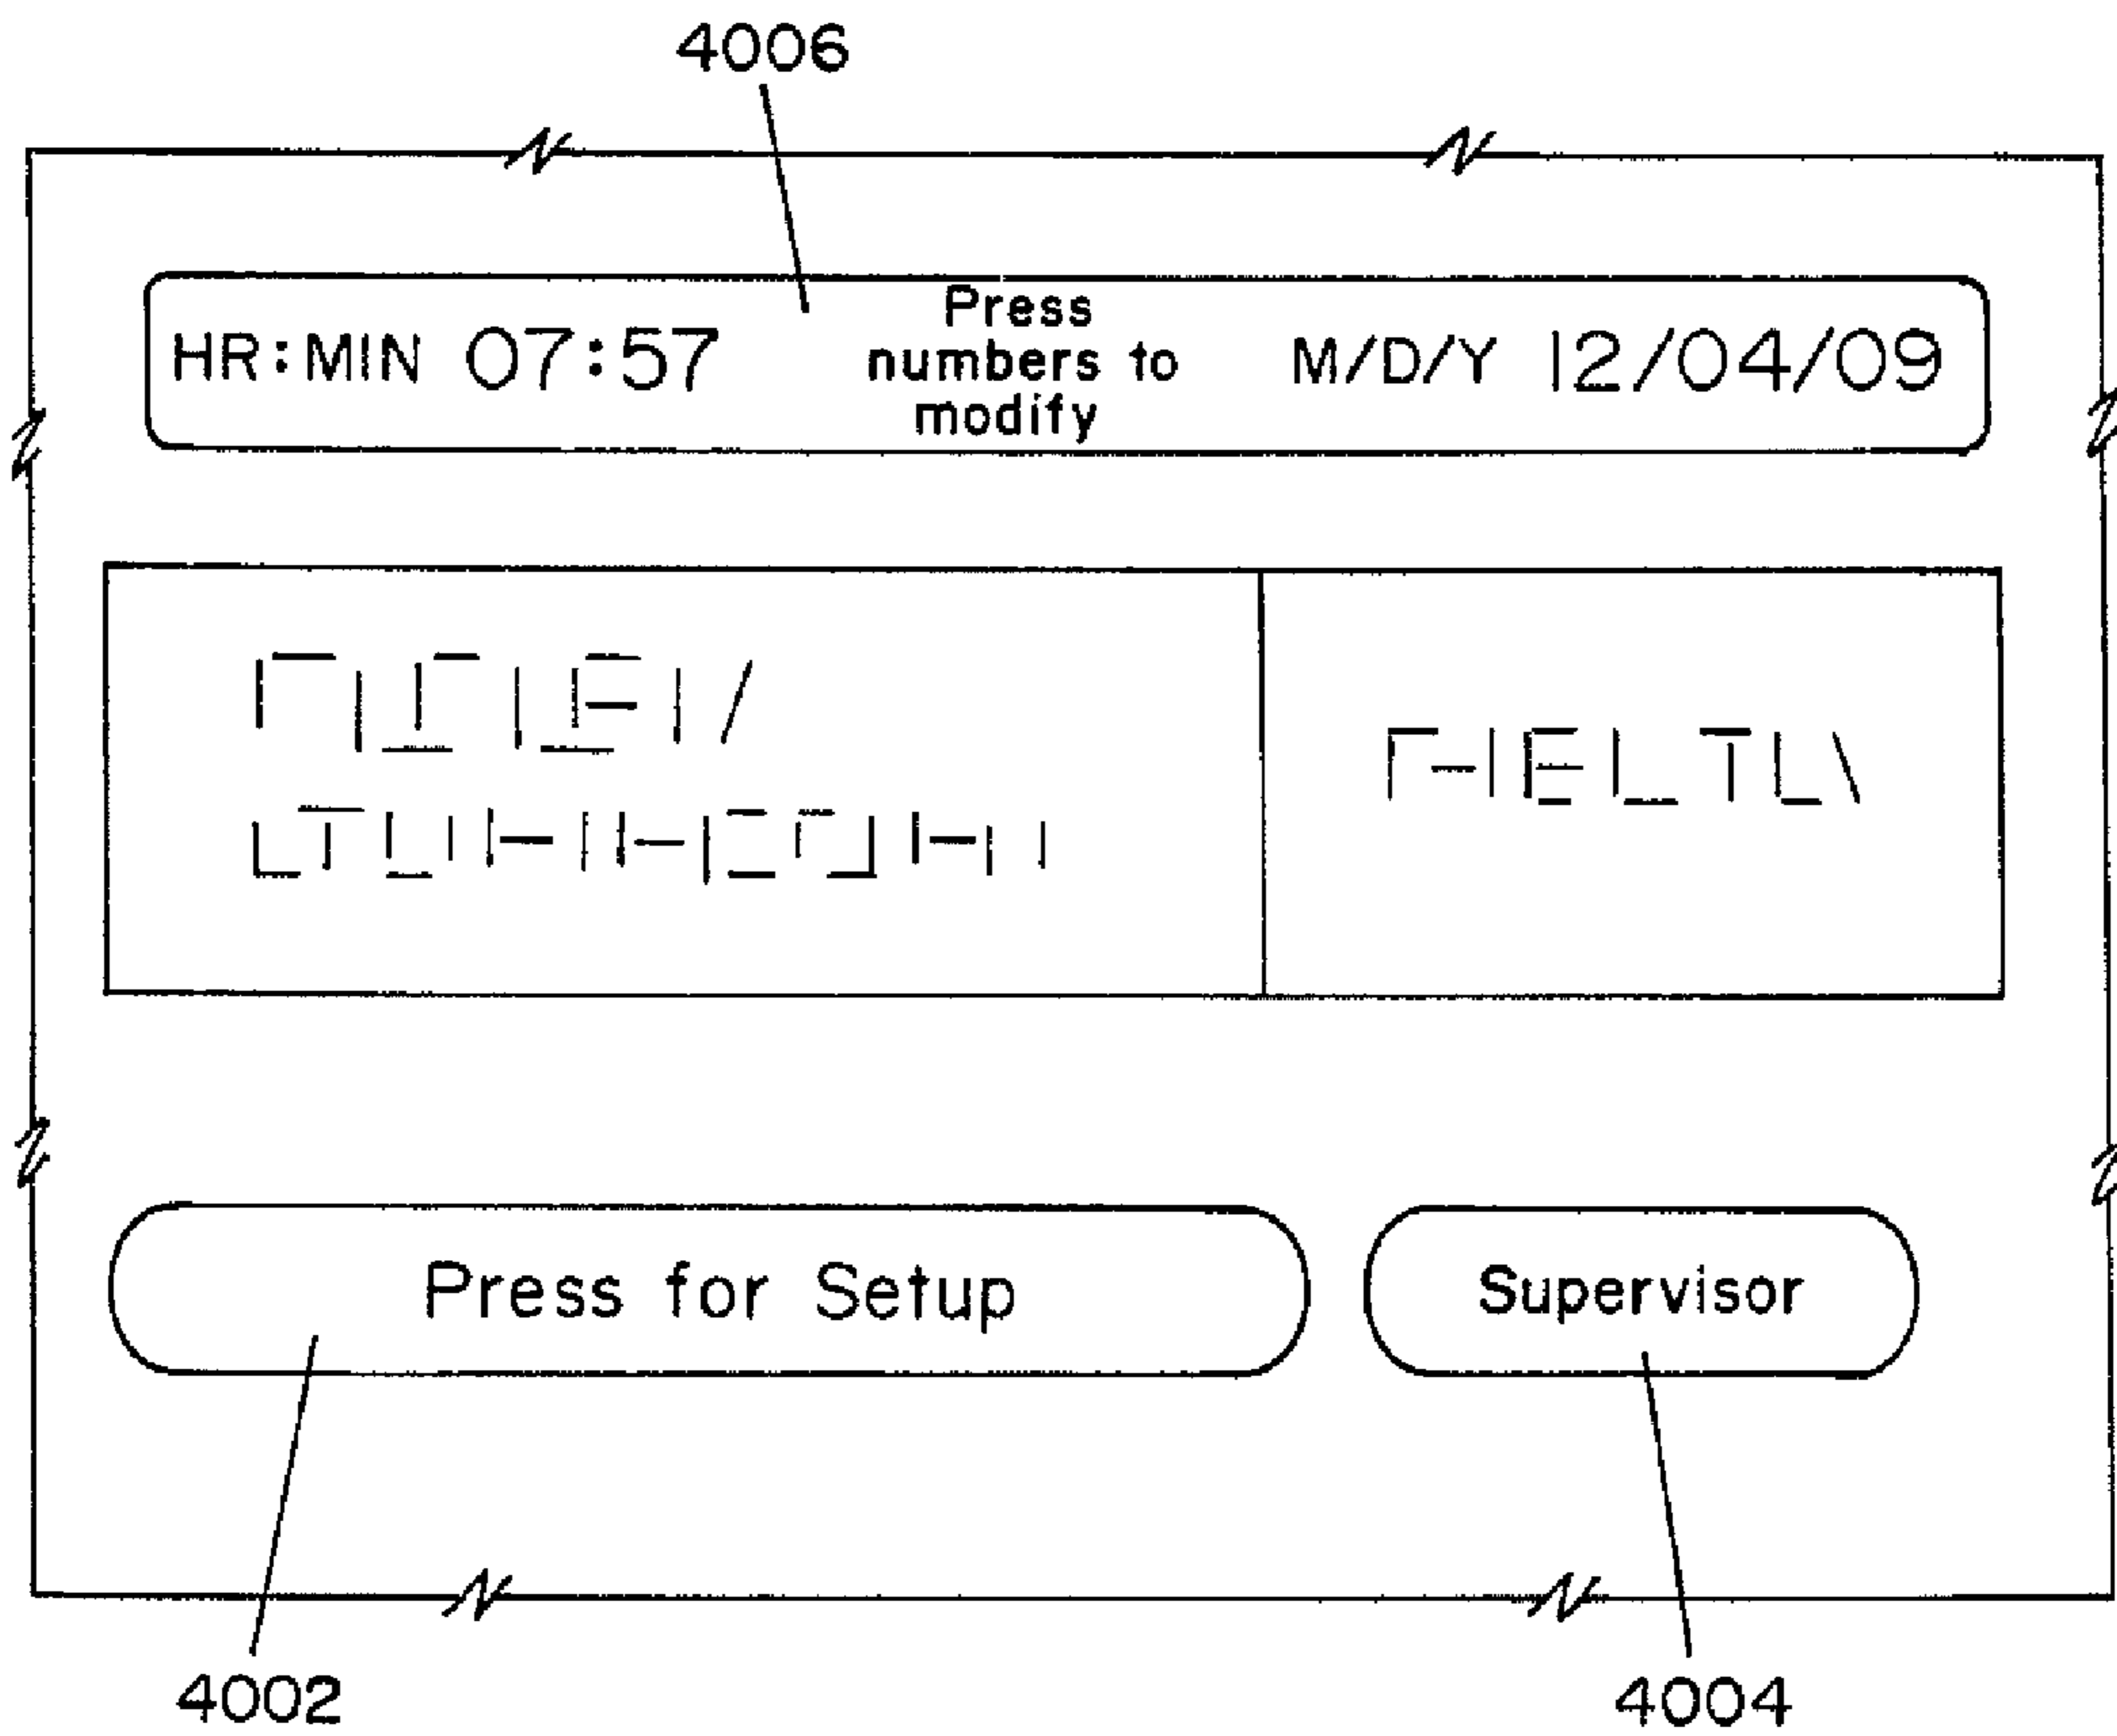 4006
HR:MIN 07:57 Press numbers to modify M/D/Y 12/04/09
Press for Setup
Supervisor
4002
4004